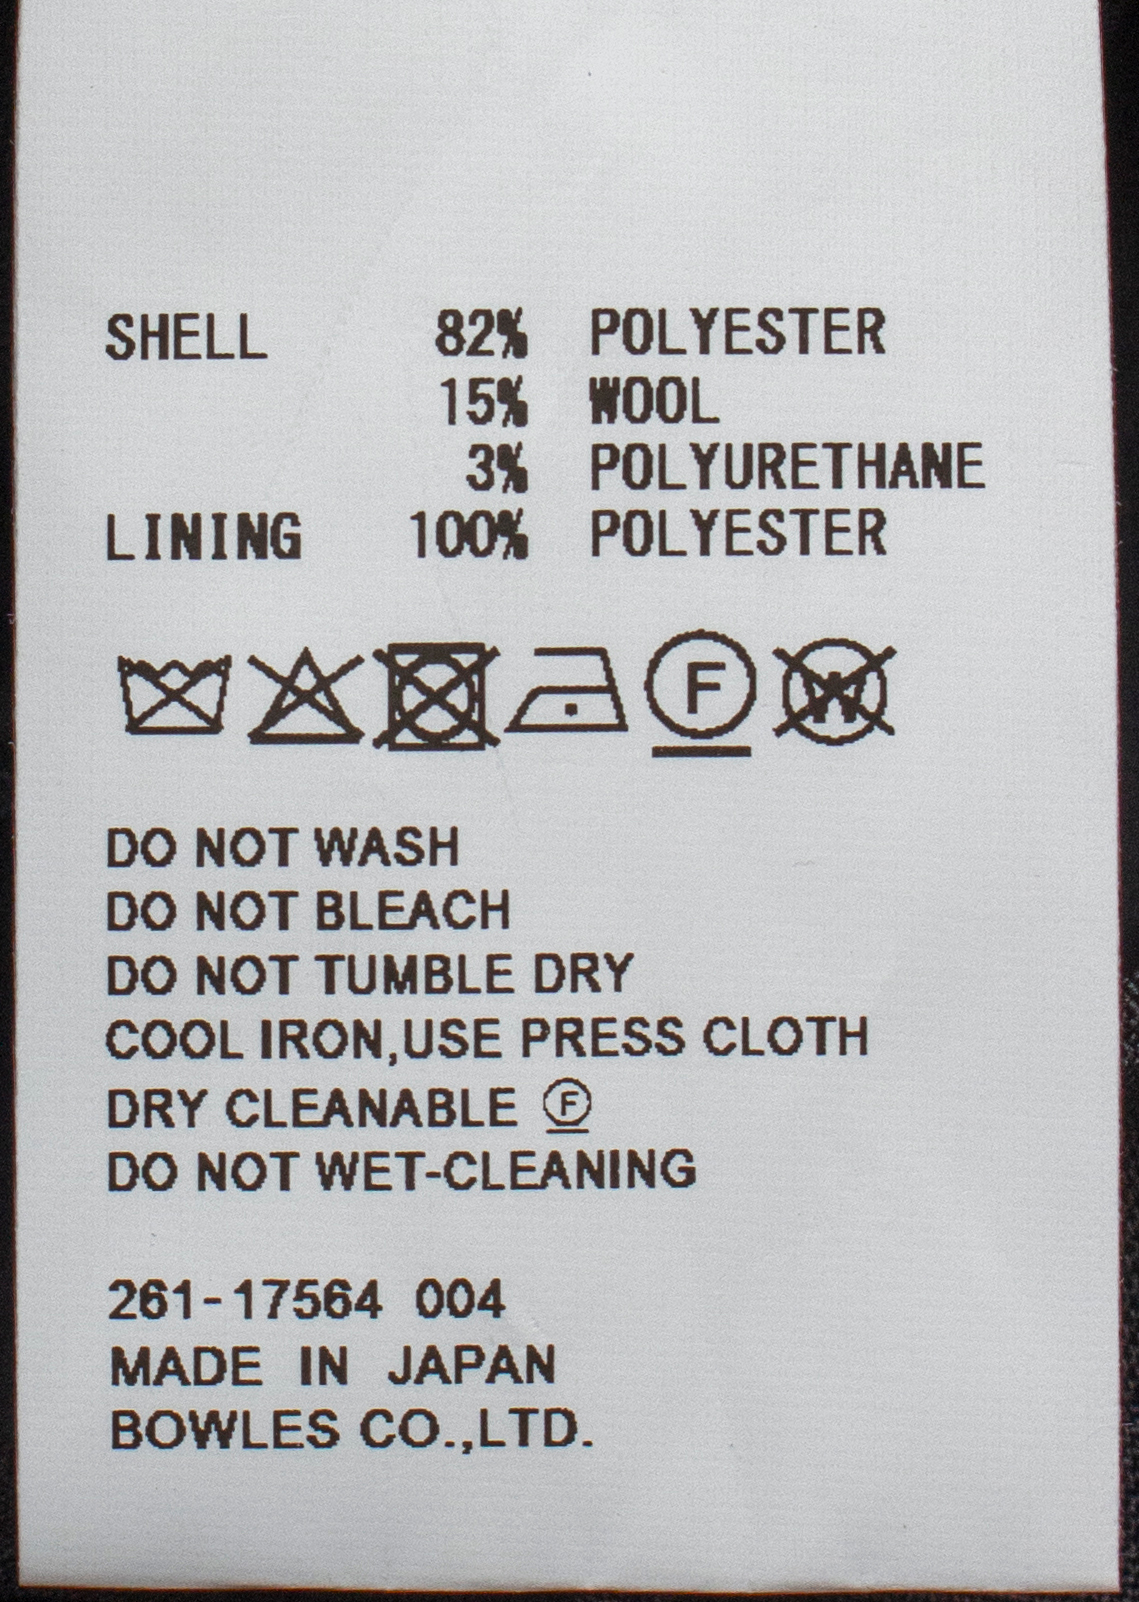 SHELL 82% POLYESTER
15% WOOL
3% POLYURETHANE
LINING 100% POLYESTER
F W
DO NOT WASH
DO NOT BLEACH
DO NOT TUMBLE DRY
COOL IRON,USE PRESS CLOTH
DRY CLEANABLE F
DO NOT WET-CLEANING
261-17564 004
MADE IN JAPAN
BOWLES CO.,LTD.